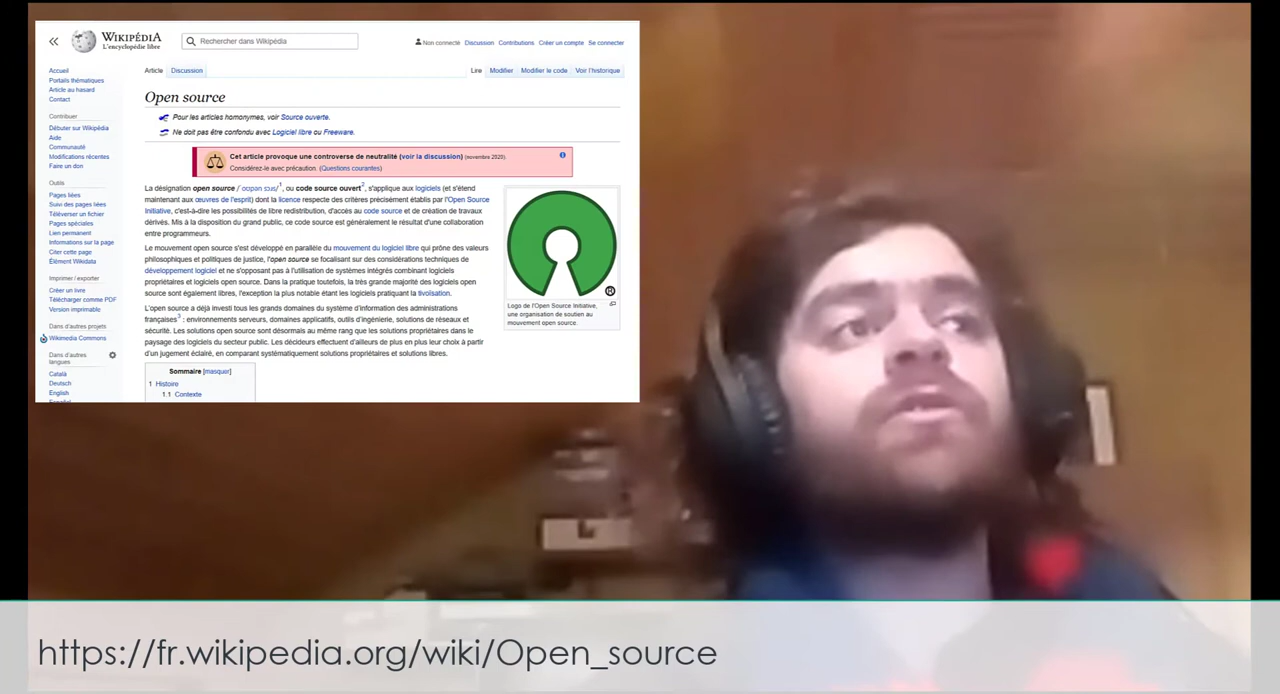 WIKIPÉDIA
L'encyclopédie libre
Rechercher dans Wikipédia
Non connecté Discussion Contributions Créer un compte Se connecter
Accueil
Portails thématiques
Article au hasard
Contact
Contribuer
Débuter sur Wikipédia
Aide
Communauté
Modifications récentes
Faire un don
Outils
Pages liées
Suivi des pages liées
Téléverser un fichier
Pages spéciales
Lien permanent
Informations sur la page
Citer cette page
Élément Wikidata
Imprimer / exporter
Créer un livre
Télécharger comme PDF
Version imprimable
Dans d'autres projets
Wikimedia Commons
Dans d'autres
langues
Català
Deutsch
English
Español
Article Discussion
Lire Modifier Modifier le code Voir l'historique
Open source
Pour les articles homonymes, voir Source ouverte.
Ne doit pas être confondu avec Logiciel libre ou Freeware.
Cet article provoque une controverse de neutralité (voir la discussion) (novembre 2020).
Considérez-le avec précaution. (Questions courantes)
La désignation open source /ˈoʊpən sɔɹs/1, ou code source ouvert2, s'applique aux logiciels (et s'étend
maintenant aux œuvres de l'esprit) dont la licence respecte des critères précisément établis par l'Open Source
Initiative, c'est-à-dire les possibilités de libre redistribution, d'accès au code source et de création de travaux
dérivés. Mis à la disposition du grand public, ce code source est généralement le résultat d'une collaboration
entre programmeurs.
Le mouvement open source s'est développé en parallèle du mouvement du logiciel libre qui prône des valeurs
philosophiques et politiques de justice, l'open source se focalisant sur des considérations techniques de
développement logiciel et ne s'opposant pas à l'utilisation de systèmes intégrés combinant logiciels
propriétaires et logiciels open source. Dans la pratique toutefois, la très grande majorité des logiciels open
source sont également libres, l'exception la plus notable étant les logiciels pratiquant la tivoïsation.
L'open source a déjà investi tous les grands domaines du système d'information des administrations
françaises3 : environnements serveurs, domaines applicatifs, outils d'ingénierie, solutions de réseaux et
sécurité. Les solutions open source sont désormais au même rang que les solutions propriétaires dans le
paysage des logiciels du secteur public. Les décideurs effectuent d'ailleurs de plus en plus leur choix à partir
d'un jugement éclairé, en comparant systématiquement solutions propriétaires et solutions libres.
®
Logo de l'Open Source Initiative,
une organisation de soutien au
mouvement open source.
Sommaire [masquer]
1 Histoire
1.1 Contexte
https://fr.wikipedia.org/wiki/Open_source